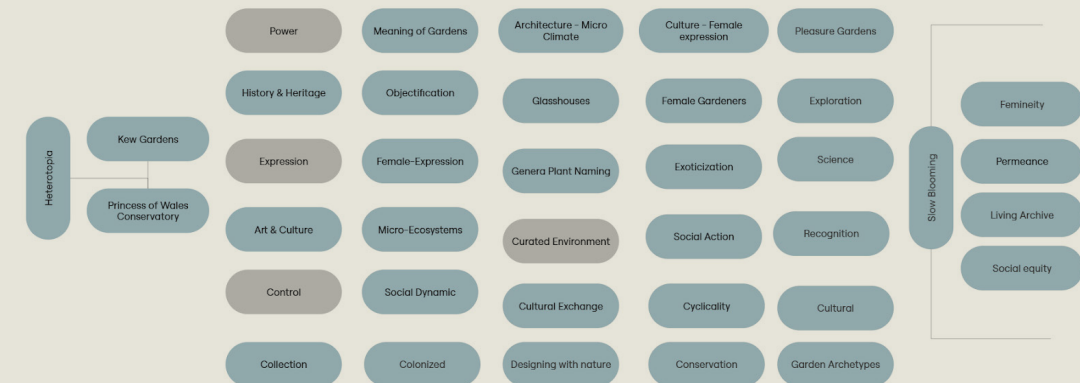 Heterotopia
Kew Gardens
Princess of Wales
Conservatory
Power
History & Heritage
Expression
Art & Culture
Control
Collection
Meaning of Gardens
Objectification
Female-Expression
Micro-Ecosystems
Social Dynamic
Colonized
Architecture - Micro
Climate
Glasshouses
Genera Plant Naming
Curated Environment
Cultural Exchange
Designing with nature
Culture - Female
expression
Female Gardeners
Exoticization
Social Action
Cyclicality
Conservation
Pleasure Gardens
Exploration
Science
Recognition
Cultural
Garden Archetypes
Slow Blooming
Femineity
Permeance
Living Archive
Social equity